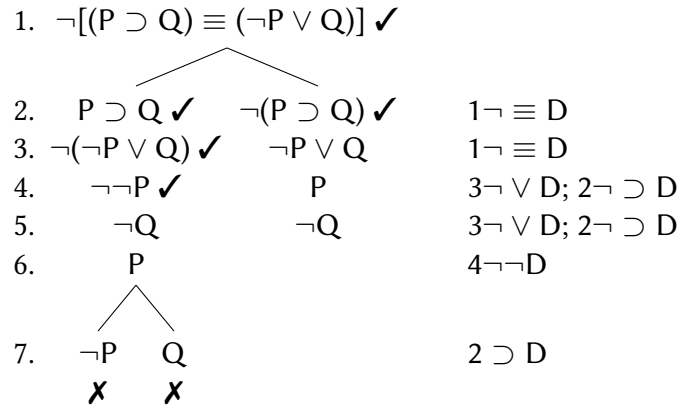 1. ¬[(P ⊃ Q) ≡ (¬P ∨ Q)] ✓
2. P ⊃ Q ✓ ¬(P ⊃ Q) ✓ 1¬ ≡ D
3. ¬(¬P ∨ Q) ✓ ¬P ∨ Q 1¬ ≡ D
4. ¬¬P ✓ P 3¬ ∨ D; 2¬ ⊃ D
5. ¬Q ¬Q 3¬ ∨ D; 2¬ ⊃ D
6. P 4¬¬D
7. ¬P Q 2 ⊃ D
✗ ✗